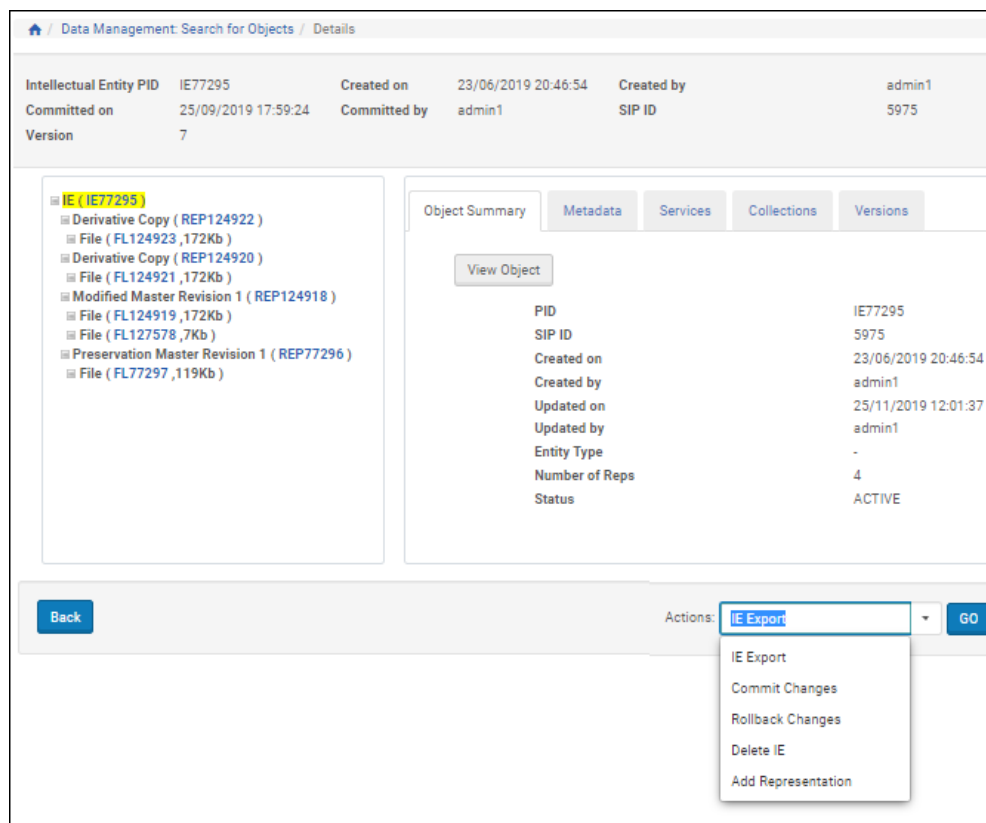 / Data Management: Search for Objects / Details
Intellectual Entity PID IE77295 Created on 23/06/2019 20:46:54 Created by admin1
Committed on 25/09/2019 17:59:24 Committed by admin1 SIP ID 5975
Version 7
IE ( IE77295 )
Derivative Copy ( REP124922 )
File ( FL124923 ,172Kb )
Derivative Copy ( REP124920 )
File ( FL124921 ,172Kb )
Modified Master Revision 1 ( REP124918 )
File ( FL124919 ,172Kb )
File ( FL127578 ,7Kb )
Preservation Master Revision 1 ( REP77296 )
File ( FL77297 ,119Kb )
Object Summary Metadata Services Collections Versions
View Object
PID IE77295
SIP ID 5975
Created on 23/06/2019 20:46:54
Created by admin1
Updated on 25/11/2019 12:01:37
Updated by admin1
Entity Type -
Number of Reps 4
Status ACTIVE
Back Actions: IE Export GO
IE Export
Commit Changes
Rollback Changes
Delete IE
Add Representation